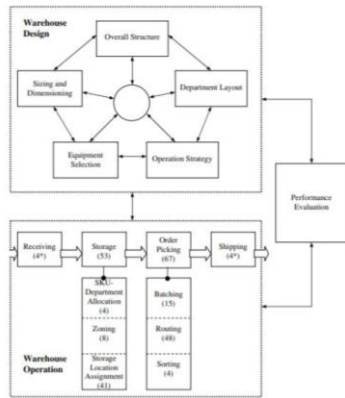 Warehouse
Design
Overall Structure
Sizing and
Dimensioning
Department Layout
Equipment
Selection
Operation Strategy
Performance
Evaluation
Receiving
(4*)
Storage
(53)
Order
Picking
(67)
Shipping
(4*)
SKU-
Department
Allocation
(4)
Zoning
(8)
Storage
Location
Assignment
(41)
Batching
(15)
Routing
(48)
Sorting
(4)
Warehouse
Operation